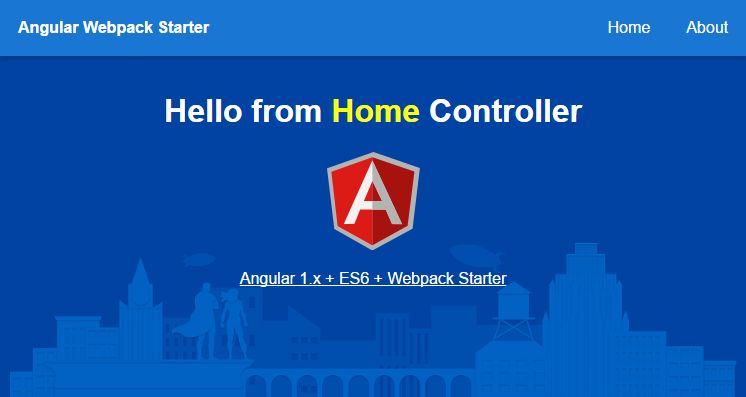 Angular Webpack Starter
Home
About
Hello from Home Controller
A
Angular 1.x + ES6 + Webpack Starter